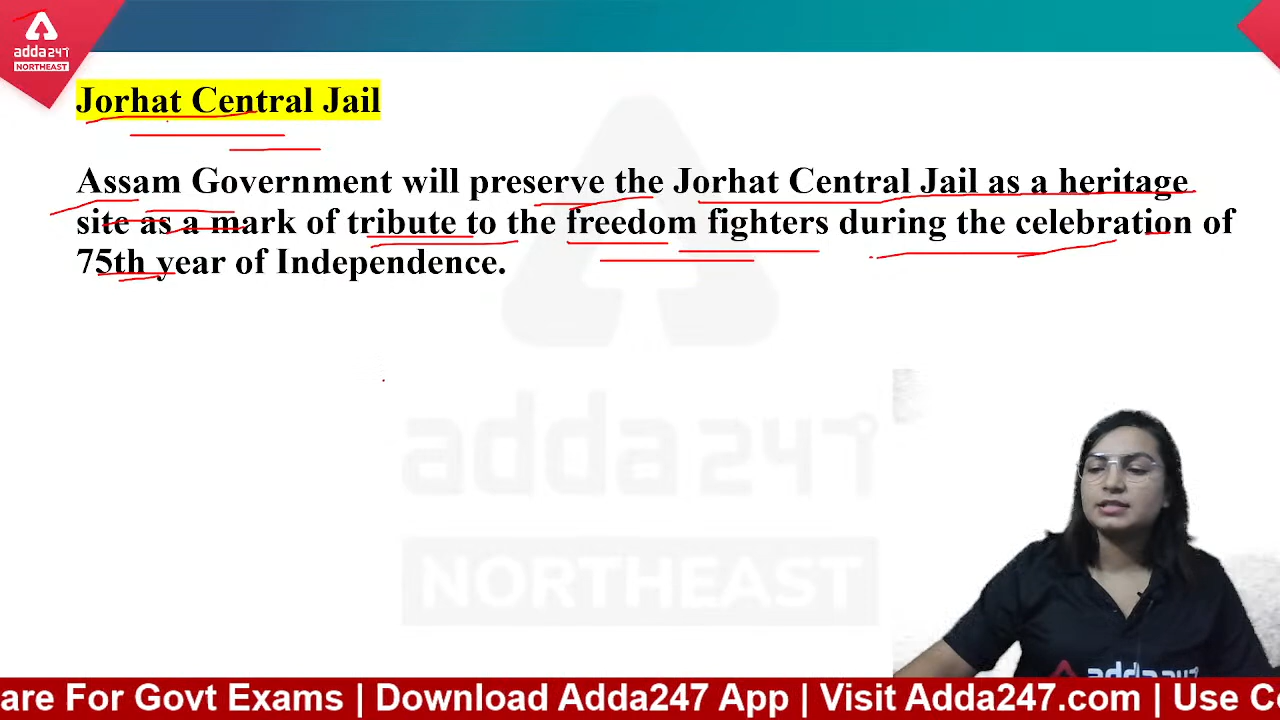 adda247
NORTHEAST
Jorhat Central Jail
Assam Government will preserve the Jorhat Central Jail as a heritage
site as a mark of tribute to the freedom fighters during the celebration of
75th year of Independence.
adda247
NORTHEAST
adda247
are For Govt Exams | Download Adda247 App | Visit Adda247.com | Use Co